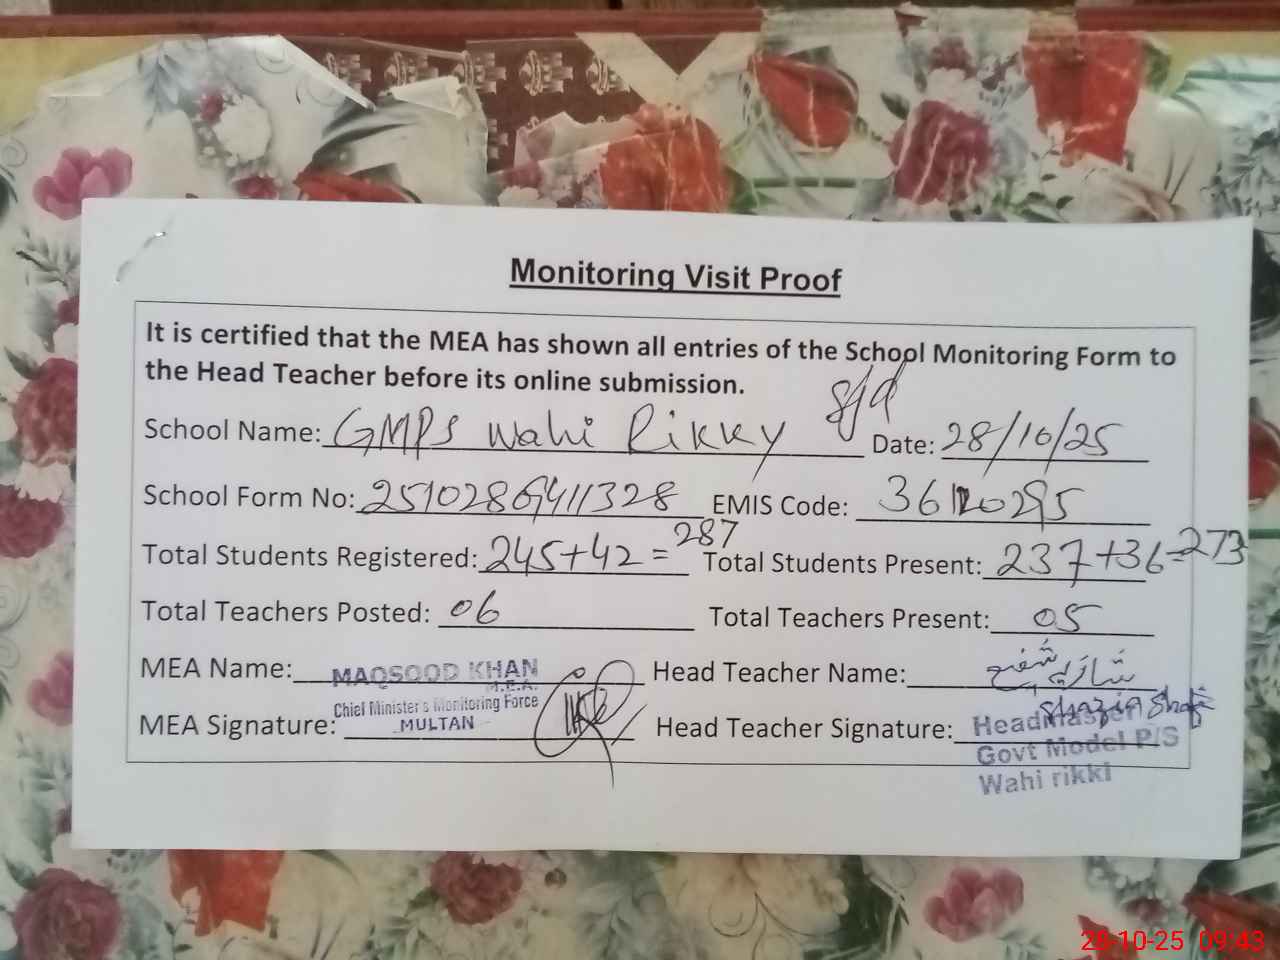 Monitoring Visit Proof
It is certified that the MEA has shown all entries of the School Monitoring Form to
the Head Teacher before its online submission.
School Name: GMPS Wahi Rikky Date: 28/10/25
School Form No: EMIS Code:
Total Students Registered: 245+42=287 Total Students Present: 237+36=273
Total Teachers Posted: 06 Total Teachers Present: 05
MEA Name: MAQSOOD KHAN Head Teacher Name: شازیہ شفیع
M.E.A.
Chief Minister's Monitoring Force
MULTAN
MEA Signature: Head Teacher Signature: Shazia Shafi
Headmaster
Govt Model P/S
Wahi rikki
28-10-25 09:43